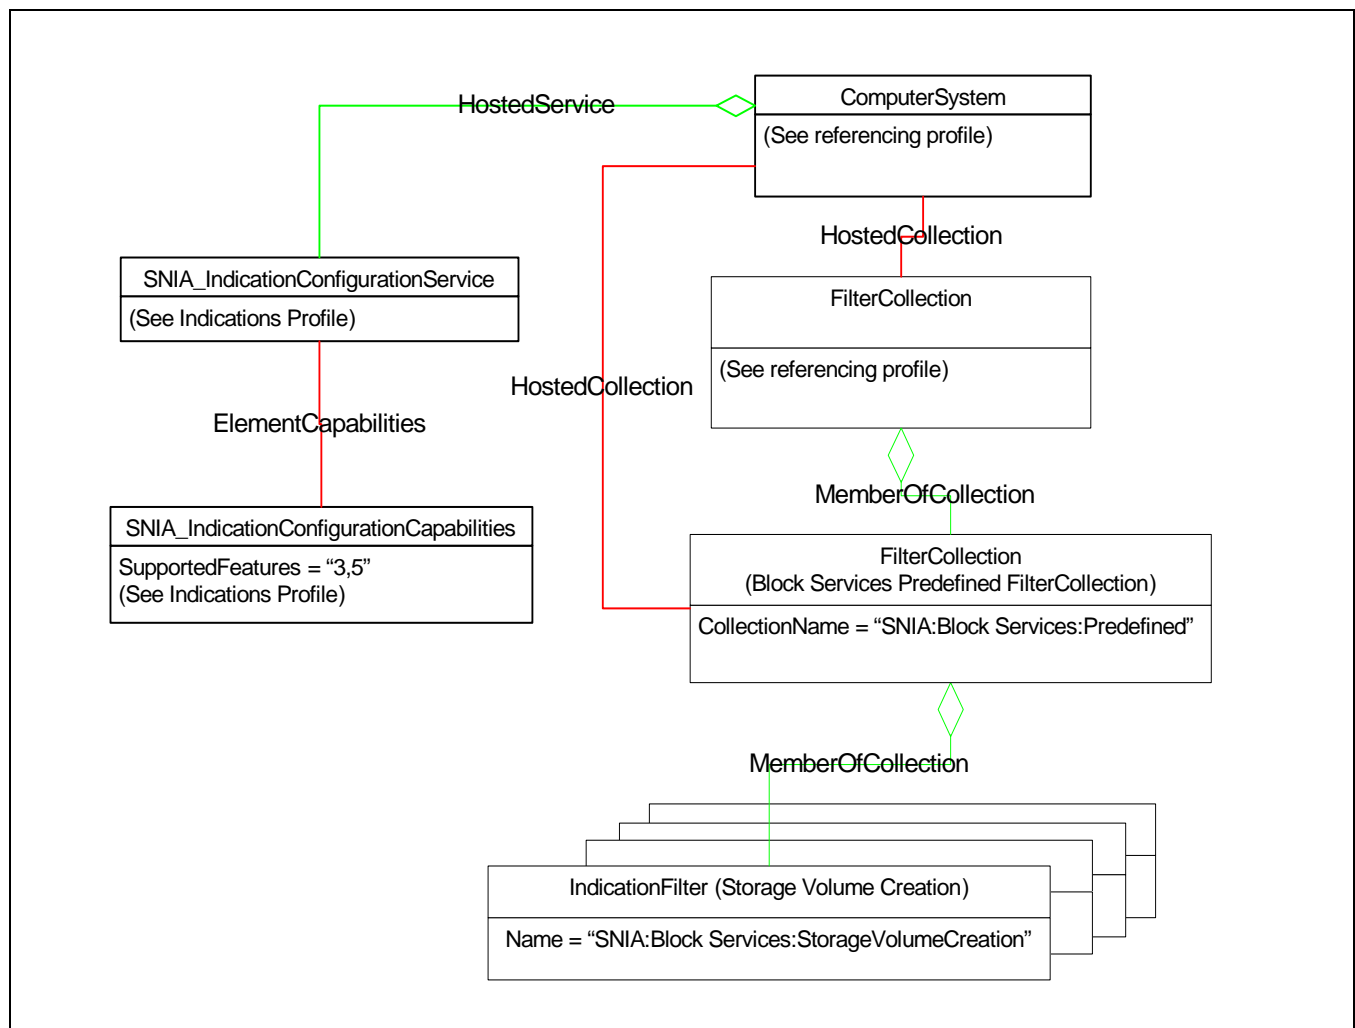 HostedService
ComputerSystem
(See referencing profile)
HostedCollection
SNIA_IndicationConfigurationService
(See Indications Profile)
FilterCollection
(See referencing profile)
HostedCollection
ElementCapabilities
MemberOfCollection
SNIA_IndicationConfigurationCapabilities
SupportedFeatures = “3,5”
(See Indications Profile)
FilterCollection
(Block Services Predefined FilterCollection)
CollectionName = “SNIA:Block Services:Predefined”
MemberOfCollection
IndicationFilter (Storage Volume Creation)
Name = “SNIA:Block Services:StorageVolumeCreation”